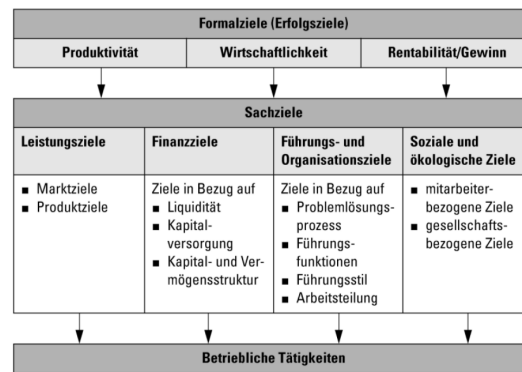 Formalziele (Erfolgsziele)
Produktivität
Wirtschaftlichkeit
Rentabilität/Gewinn
Sachziele
Leistungsziele
■ Marktziele
■ Produktziele
Finanzziele
Ziele in Bezug auf
■ Liquidität
■ Kapital-
versorgung
■ Kapital- und Ver-
mögensstruktur
Führungs- und
Organisationsziele
Ziele in Bezug auf
■ Problemlösungs-
prozess
■ Führungs-
funktionen
■ Führungsstil
■ Arbeitsteilung
Soziale und
ökologische Ziele
■ mitarbeiter-
bezogene Ziele
■ gesellschafts-
bezogene Ziele
Betriebliche Tätigkeiten